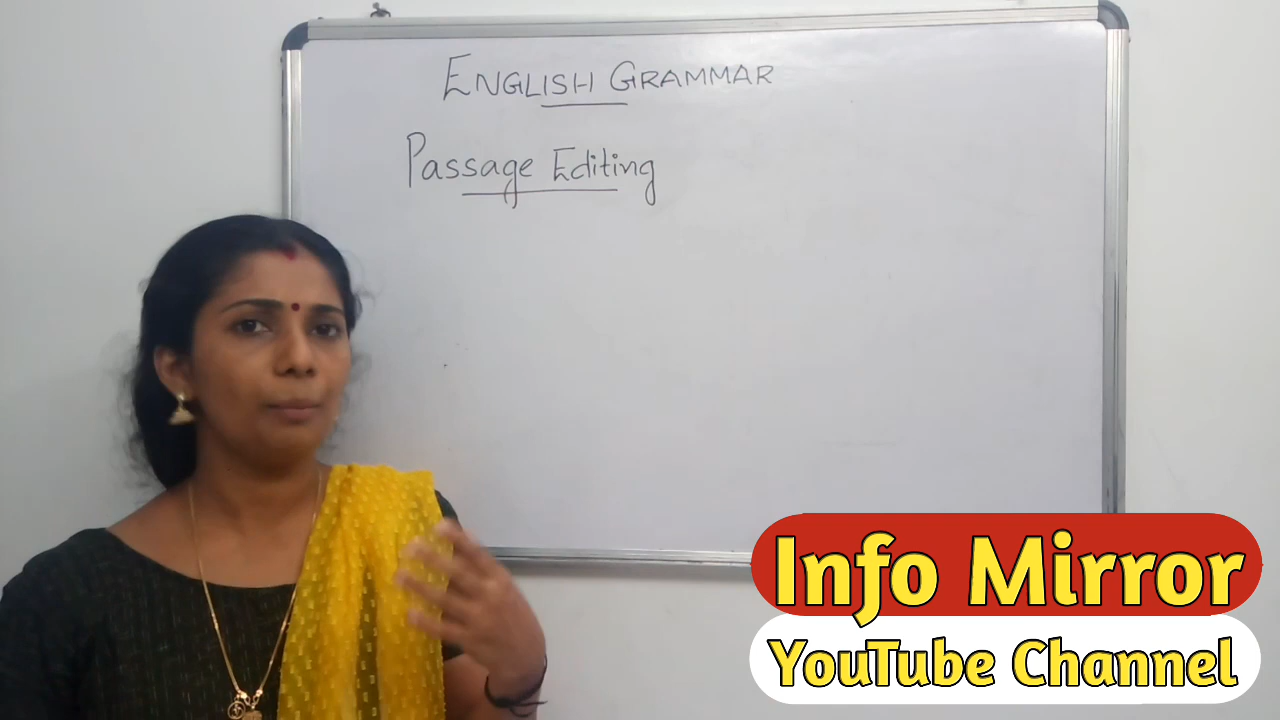 ENGLISH GRAMMAR
Passage Editing
Info Mirror
YouTube Channel